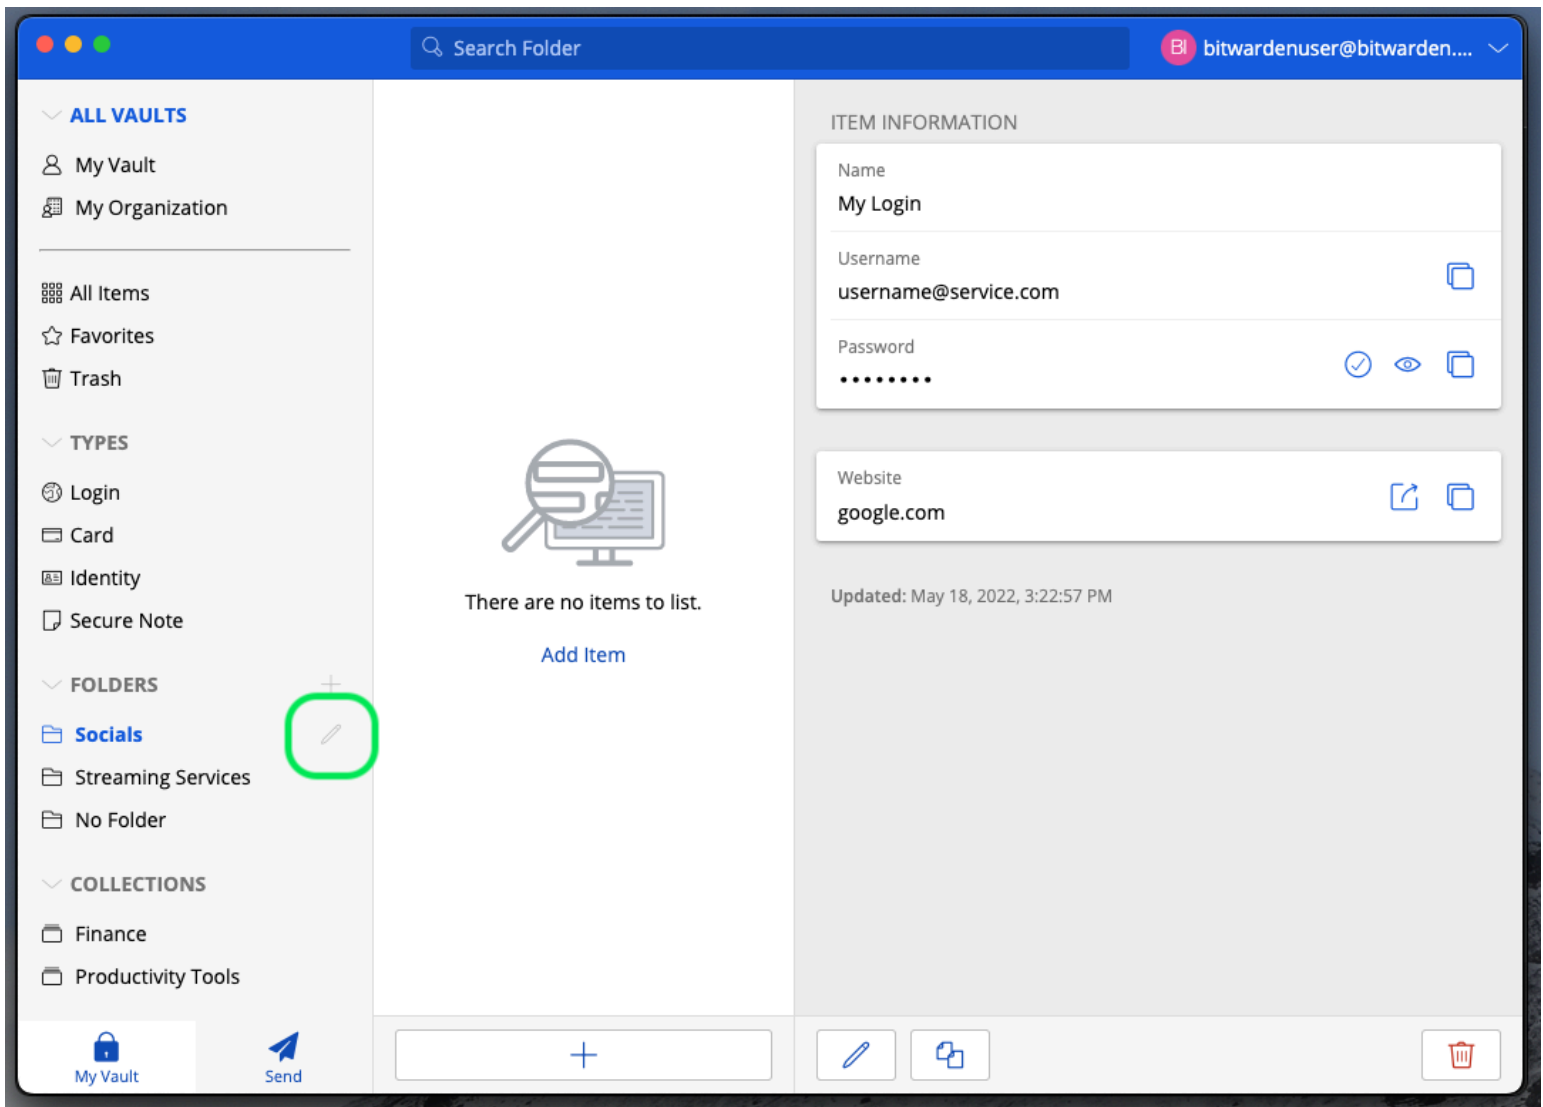 Search Folder
BI bitwardenuser@bitwarden....
ALL VAULTS
My Vault
My Organization
All Items
Favorites
Trash
TYPES
Login
Card
Identity
Secure Note
FOLDERS
Socials
Streaming Services
No Folder
COLLECTIONS
Finance
Productivity Tools
My Vault
Send
There are no items to list.
Add Item
ITEM INFORMATION
Name
My Login
Username
username@service.com
Password
••••••••
Website
google.com
Updated: May 18, 2022, 3:22:57 PM